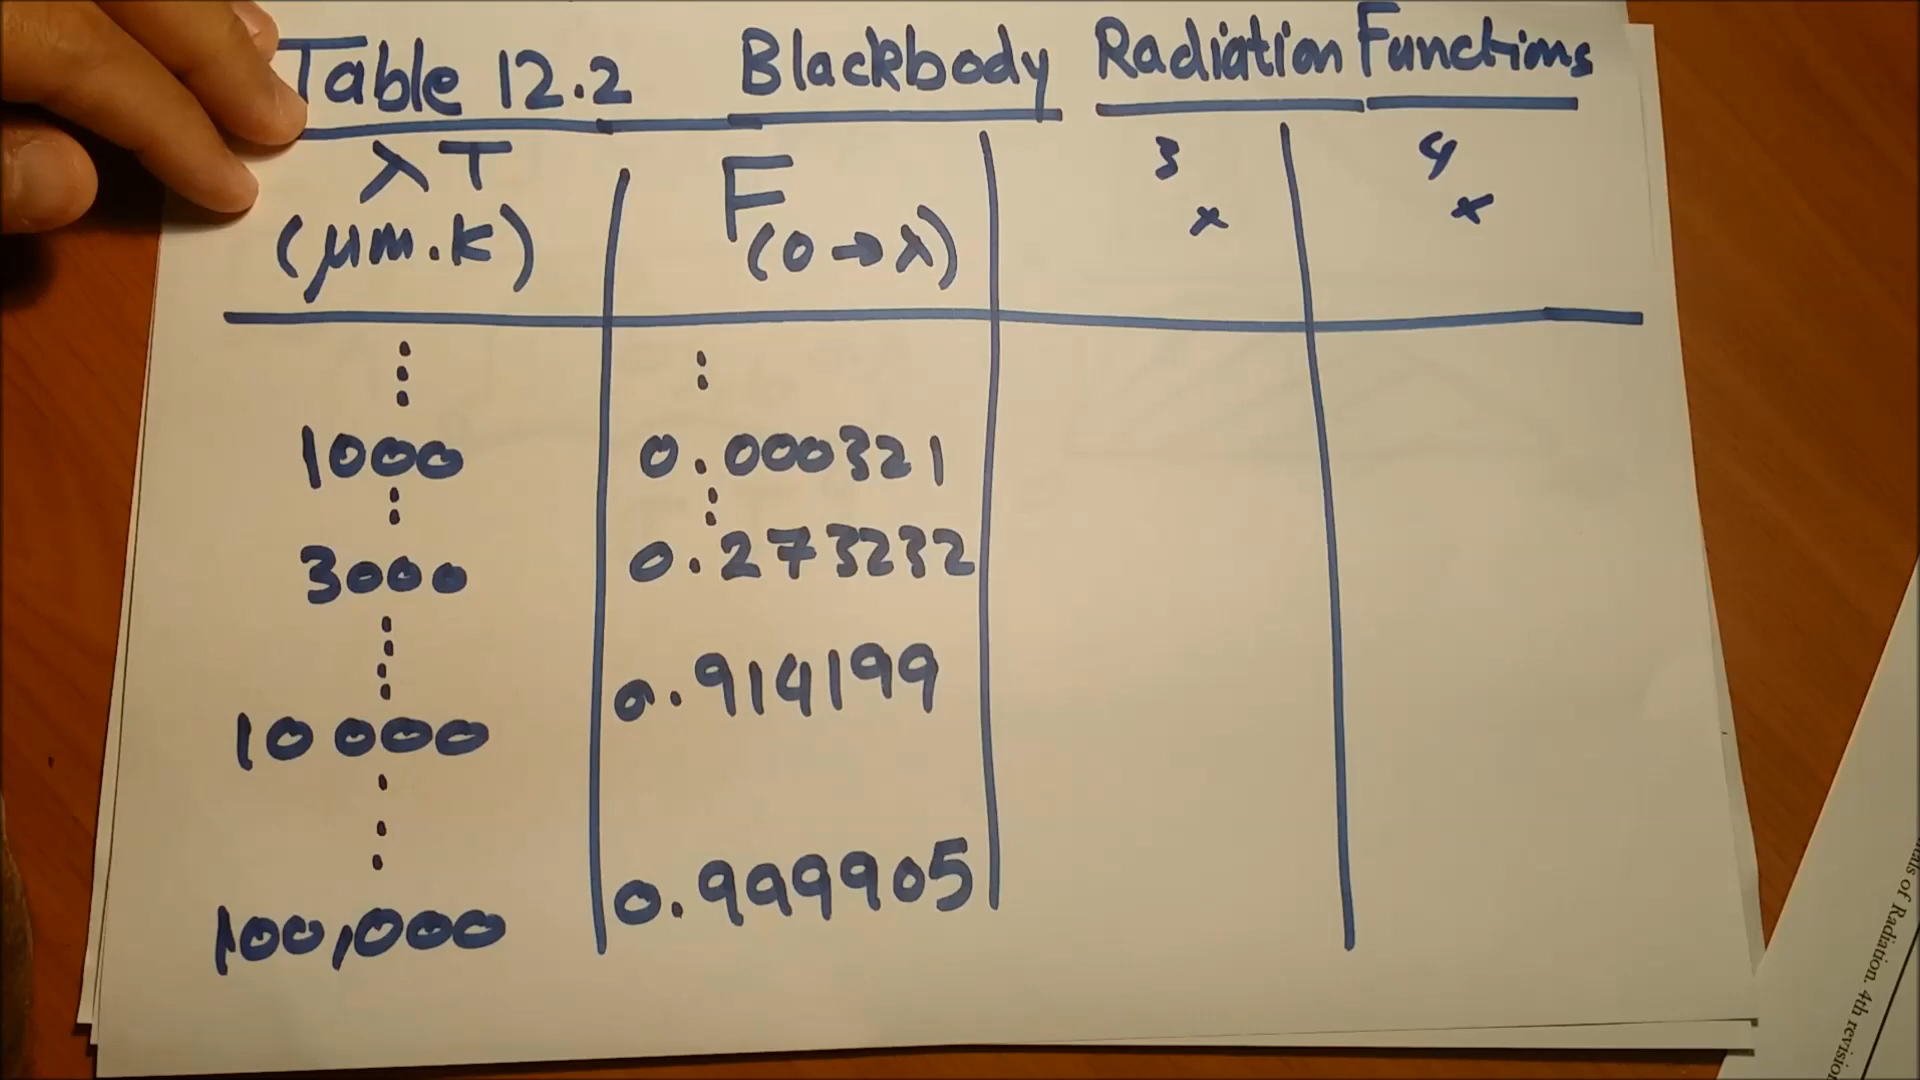 Table 12.2 Blackbody Radiation Functions
λT F 3 4
(μm.k) (0→λ) x x
1000 0.000321
3000 0.273232
10000 0.914199
100,000 0.999905
als of Radiation. 4th revision